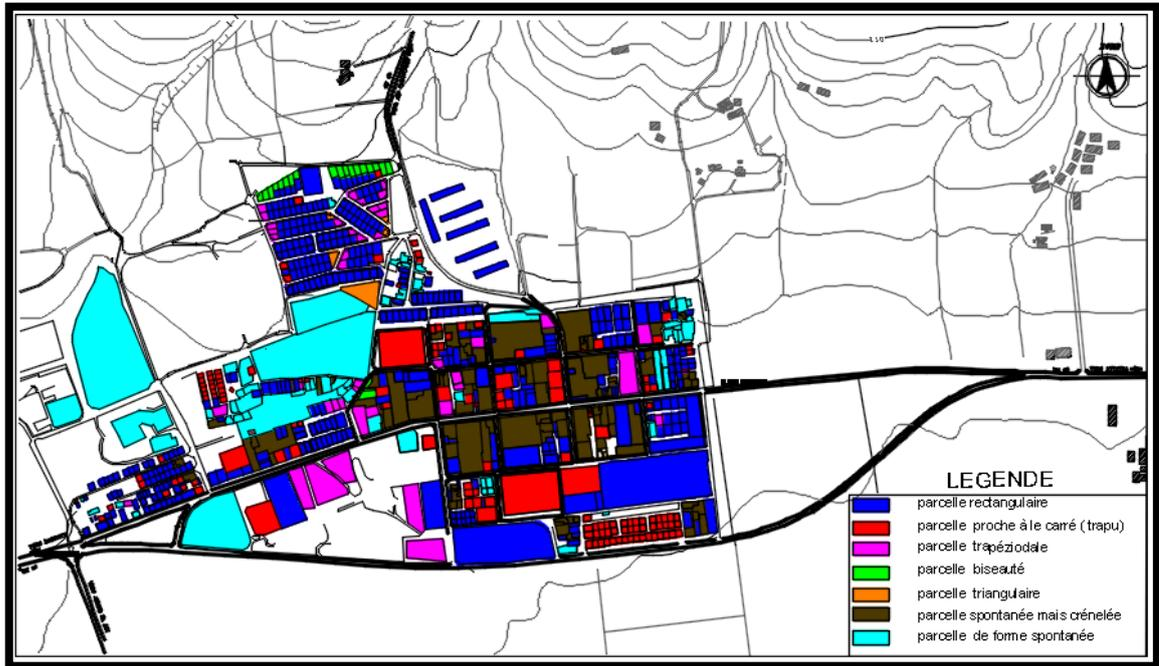 LEGENDE
parcelle rectangulaire
parcelle proche à le carré (trapu)
parcelle trapéziodale
parcelle biseauté
parcelle triangulaire
parcelle spontanée mais crénelée
parcelle de forme spontanée